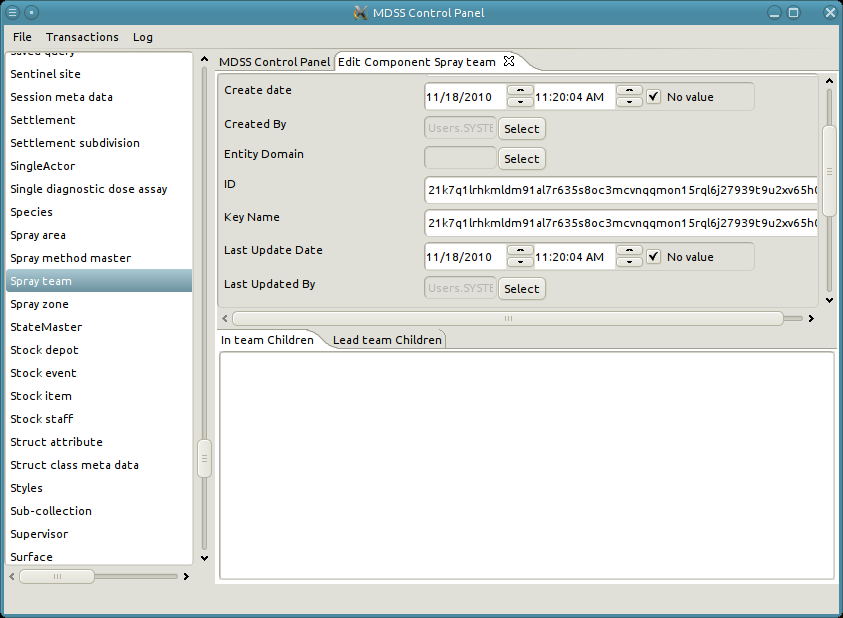 MDSS Control Panel
File Transactions Log
Saved query
Sentinel site
Session meta data
Settlement
Settlement subdivision
SingleActor
Single diagnostic dose assay
Species
Spray area
Spray method master
Spray team
Spray zone
StateMaster
Stock depot
Stock event
Stock item
Stock staff
Struct attribute
Struct class meta data
Styles
Sub-collection
Supervisor
Surface
MDSS Control Panel Edit Component Spray team
Create date 11/18/2010 11:20:04 AM No value
Created By Users.SYSTE Select
Entity Domain Select
ID 21k7q1lrhkmldm91al7r635s8oc3mcvnqqmon15rql6j27939t9u2xv65h0
Key Name 21k7q1lrhkmldm91al7r635s8oc3mcvnqqmon15rql6j27939t9u2xv65h0
Last Update Date 11/18/2010 11:20:04 AM No value
Last Updated By Users.SYSTE Select
In team Children Lead team Children